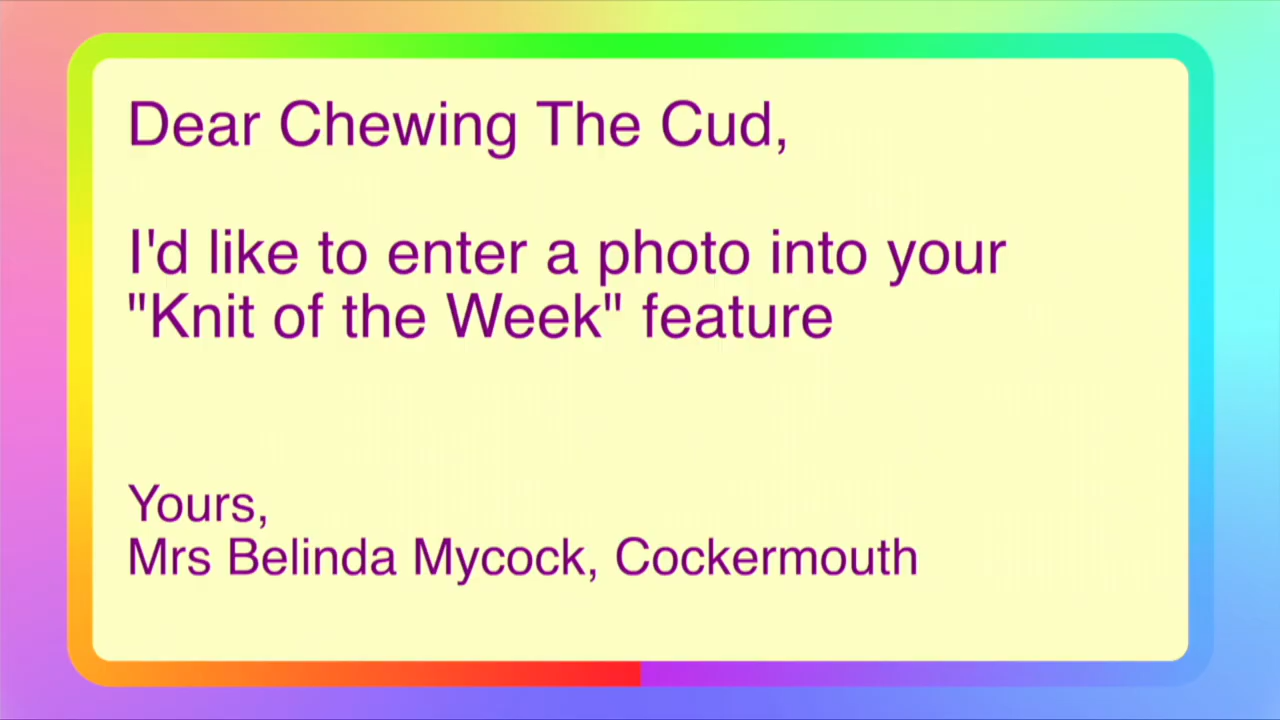 Dear Chewing The Cud,
I'd like to enter a photo into your
"Knit of the Week" feature
Yours,
Mrs Belinda Mycock, Cockermouth